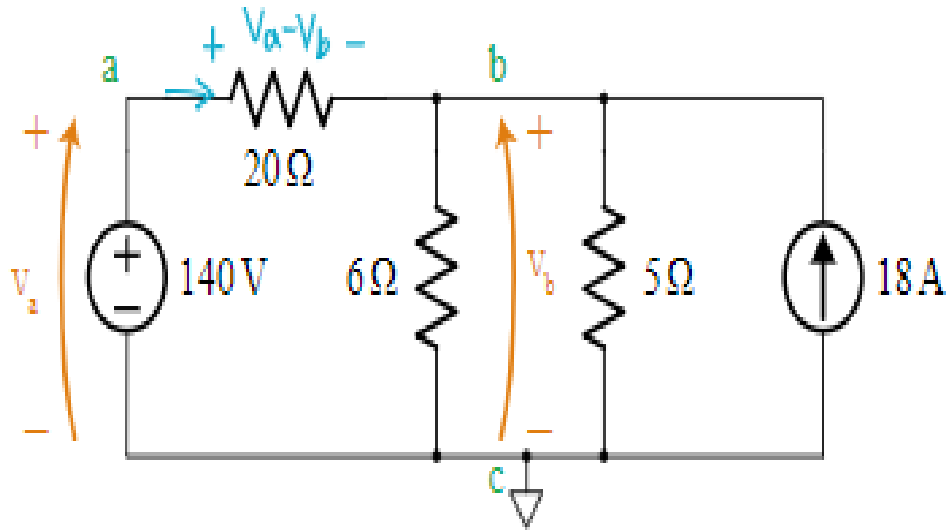 + Va-Vb -
a b
+ +
20Ω
Va + - 140V 6Ω Vb 5Ω 18A
- -
c